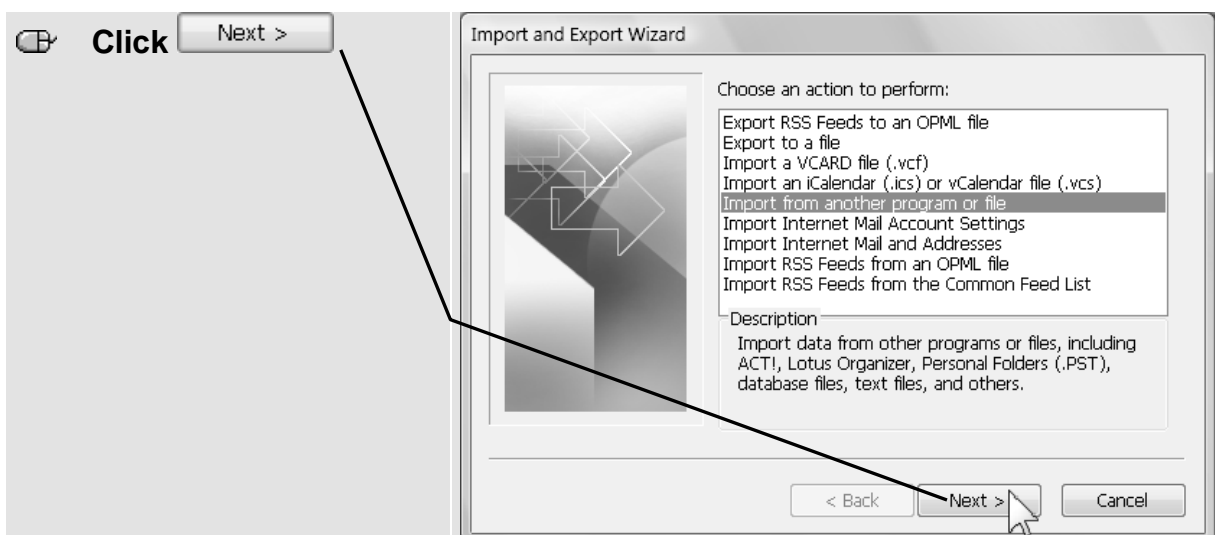 Click Next >
Import and Export Wizard
Choose an action to perform:
Export RSS Feeds to an OPML file
Export to a file
Import a VCARD file (.vcf)
Import an iCalendar (.ics) or vCalendar file (.vcs)
Import from another program or file
Import Internet Mail Account Settings
Import Internet Mail and Addresses
Import RSS Feeds from an OPML file
Import RSS Feeds from the Common Feed List
Description
Import data from other programs or files, including
ACT!, Lotus Organizer, Personal Folders (.PST),
database files, text files, and others.
< Back Next > Cancel